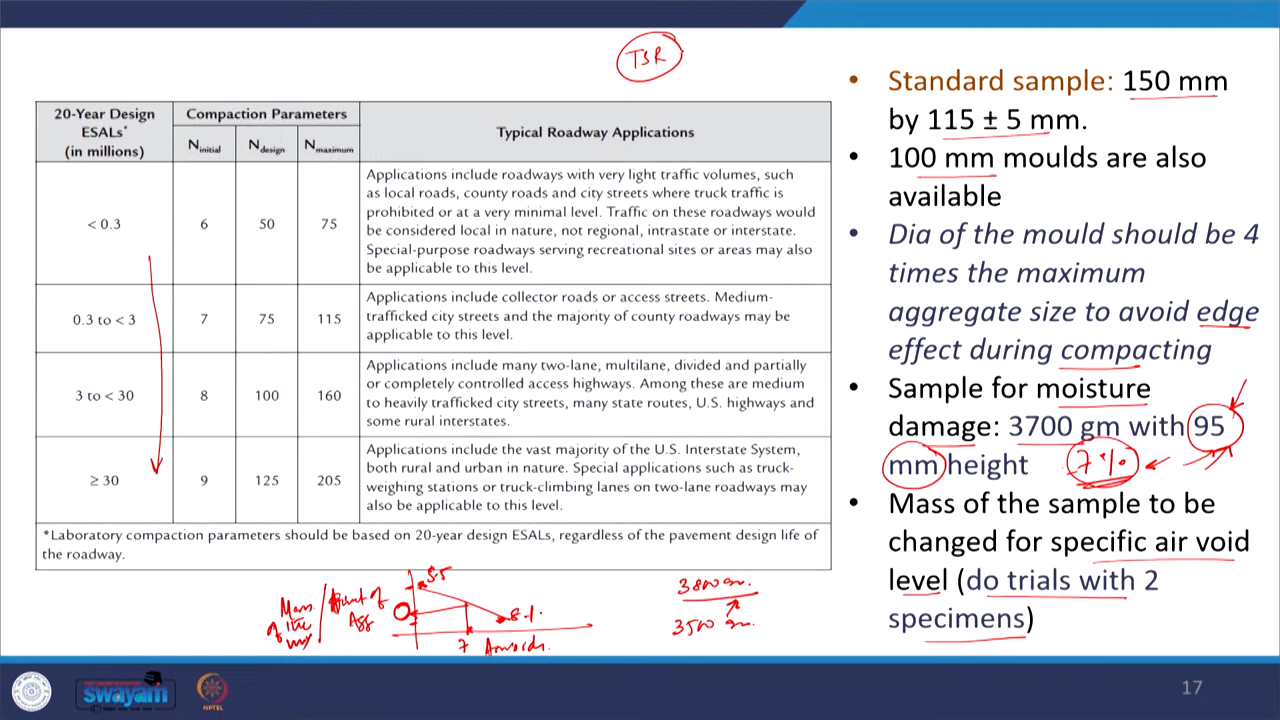 TSR
20-Year Design
ESALs*
(in millions)
Compaction Parameters
N initial
N design
N maximum
Typical Roadway Applications
< 0.3
6
50
75
Applications include roadways with very light traffic volumes, such
as local roads, county roads and city streets where truck traffic is
prohibited or at a very minimal level. Traffic on these roadways would
be considered local in nature, not regional, intrastate or interstate.
Special-purpose roadways serving recreational sites or areas may also
be applicable to this level.
0.3 to < 3
7
75
115
Applications include collector roads or access streets. Medium-
trafficked city streets and the majority of county roadways may be
applicable to this level.
3 to < 30
8
100
160
Applications include many two-lane, multilane, divided and partially
or completely controlled access highways. Among these are medium
to heavily trafficked city streets, many state routes, U.S. highways and
some rural interstates.
≥ 30
9
125
205
Applications include the vast majority of the U.S. Interstate System,
both rural and urban in nature. Special applications such as truck-
weighing stations or truck-climbing lanes on two-lane roadways may
also be applicable to this level.
*Laboratory compaction parameters should be based on 20-year design ESALs, regardless of the pavement design life of
the roadway.
5.5
of
Agg
7
3800 gm.
3500 gm.
• Standard sample: 150 mm
by 115 ± 5 mm.
• 100 mm moulds are also
available
• Dia of the mould should be 4
times the maximum
aggregate size to avoid edge
effect during compacting
• Sample for moisture
damage: 3700 gm with 95
mm height
7%
• Mass of the sample to be
changed for specific air void
level (do trials with 2
specimens)
swayam
NPTEL
17